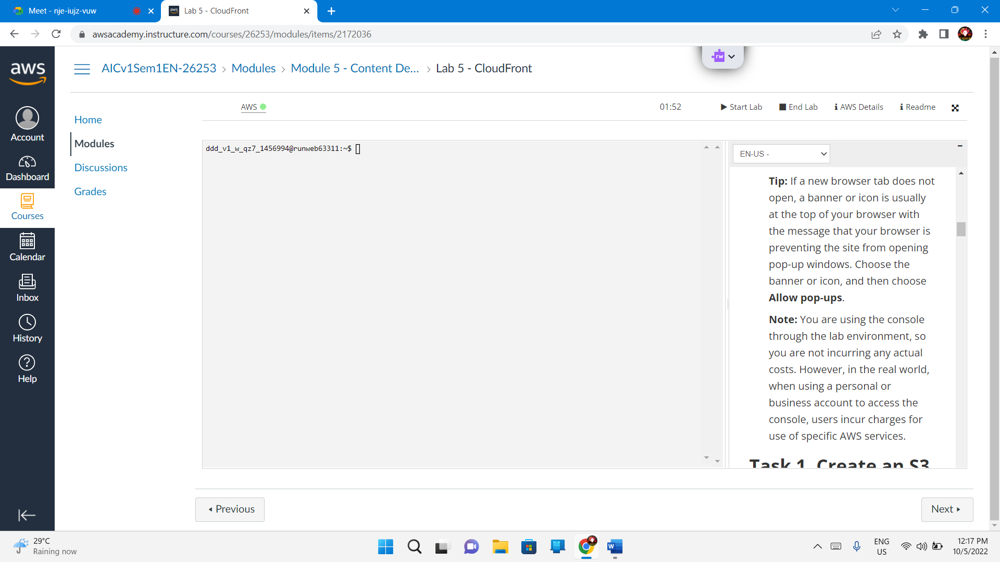 Meet - nje-iujz-vuw
aws
Lab 5 - CloudFront
awsacademy.instructure.com/courses/26253/modules/items/2172036
aws
Account
Dashboard
Courses
Calendar
Inbox
History
Help
AICv1Sem1EN-26253 › Modules › Module 5 - Content De... › Lab 5 - CloudFront
rw
Home
Modules
Discussions
Grades
AWS
01:52
Start Lab
End Lab
AWS Details
Readme
ddd_v1_w_qz7_1456994@runweb63311:~$
EN-US -
Tip: If a new browser tab does not
open, a banner or icon is usually
at the top of your browser with
the message that your browser is
preventing the site from opening
pop-up windows. Choose the
banner or icon, and then choose
Allow pop-ups.
Note: You are using the console
through the lab environment, so
you are not incurring any actual
costs. However, in the real world,
when using a personal or
business account to access the
console, users incur charges for
use of specific AWS services.
Task 1. Create an S3
Previous
Next
29°C
Raining now
W
ENG
US
12:17 PM
10/5/2022